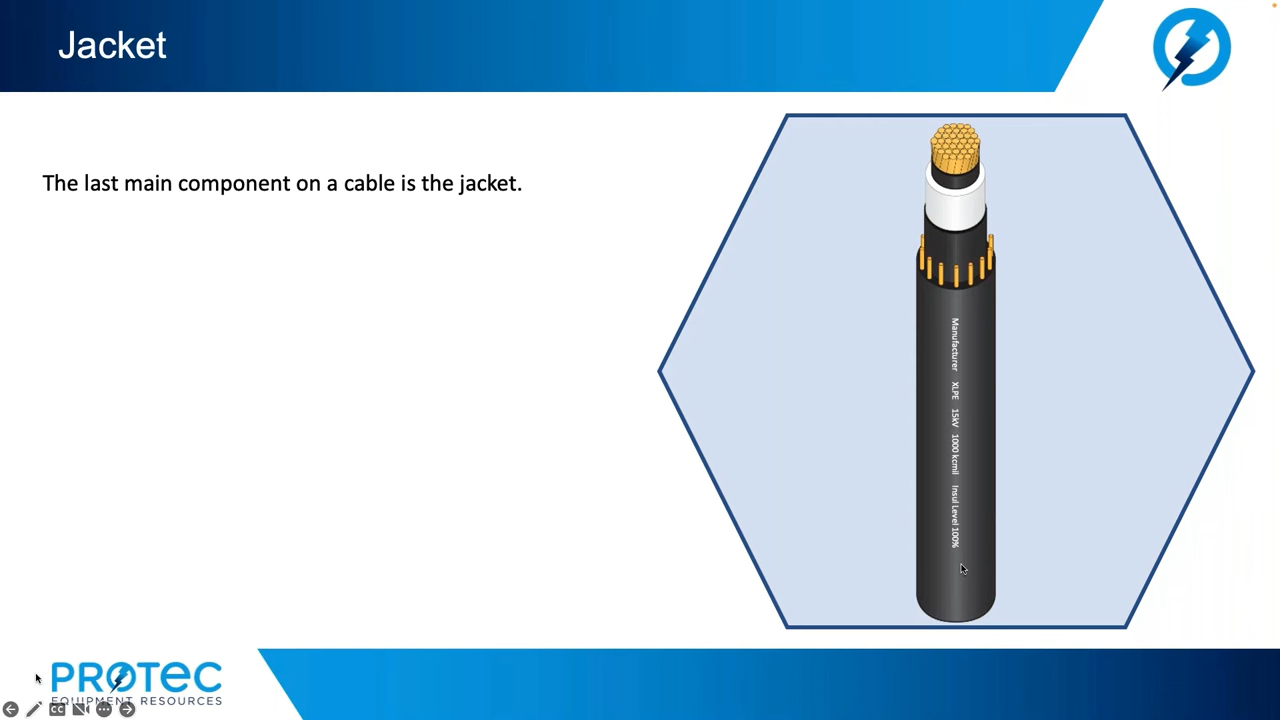 Jacket
The last main component on a cable is the jacket.
Manufacturer XLPE 15kV 1000 kcmil Insul Level 100%
PROTEC
EQUIPMENT RESOURCES
CC